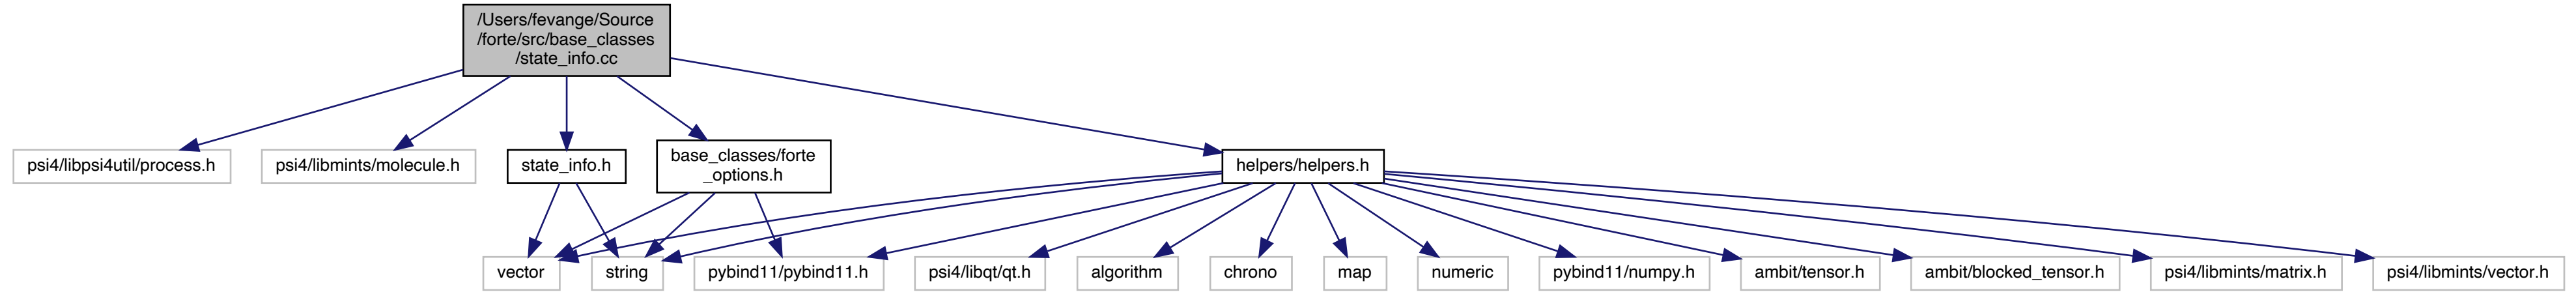 /Users/fevange/Source
/forte/src/base_classes
/state_info.cc
psi4/libpsi4util/process.h
psi4/libmints/molecule.h
state_info.h
base_classes/forte
_options.h
helpers/helpers.h
vector
string
pybind11/pybind11.h
psi4/libqt/qt.h
algorithm
chrono
map
numeric
pybind11/numpy.h
ambit/tensor.h
ambit/blocked_tensor.h
psi4/libmints/matrix.h
psi4/libmints/vector.h